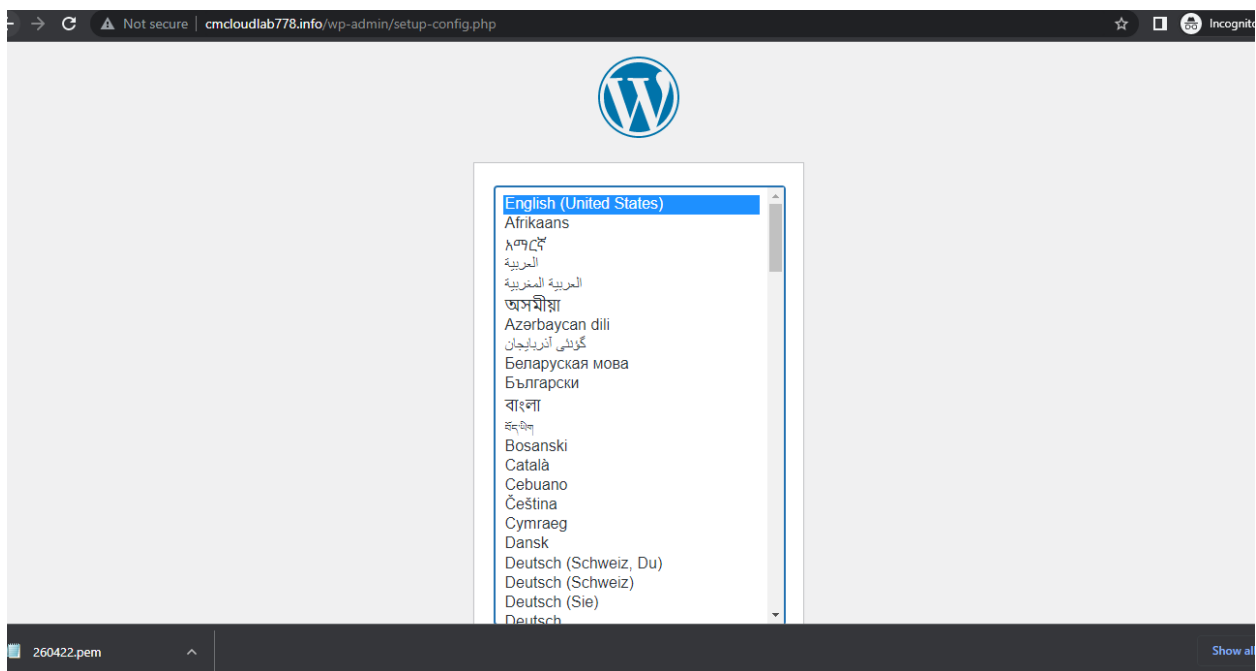 Not secure | cmcloudlab778.info/wp-admin/setup-config.php
Incognito
English (United States)
Afrikaans
አማርኛ
العربية
العربية المغربية
অসমীয়া
Azərbaycan dili
گؤنئی آذربایجان
Беларуская мова
Български
বাংলা
བོད་ཡིག
Bosanski
Català
Cebuano
Čeština
Cymraeg
Dansk
Deutsch (Schweiz, Du)
Deutsch (Schweiz)
Deutsch (Sie)
Deutsch
260422.pem
Show all